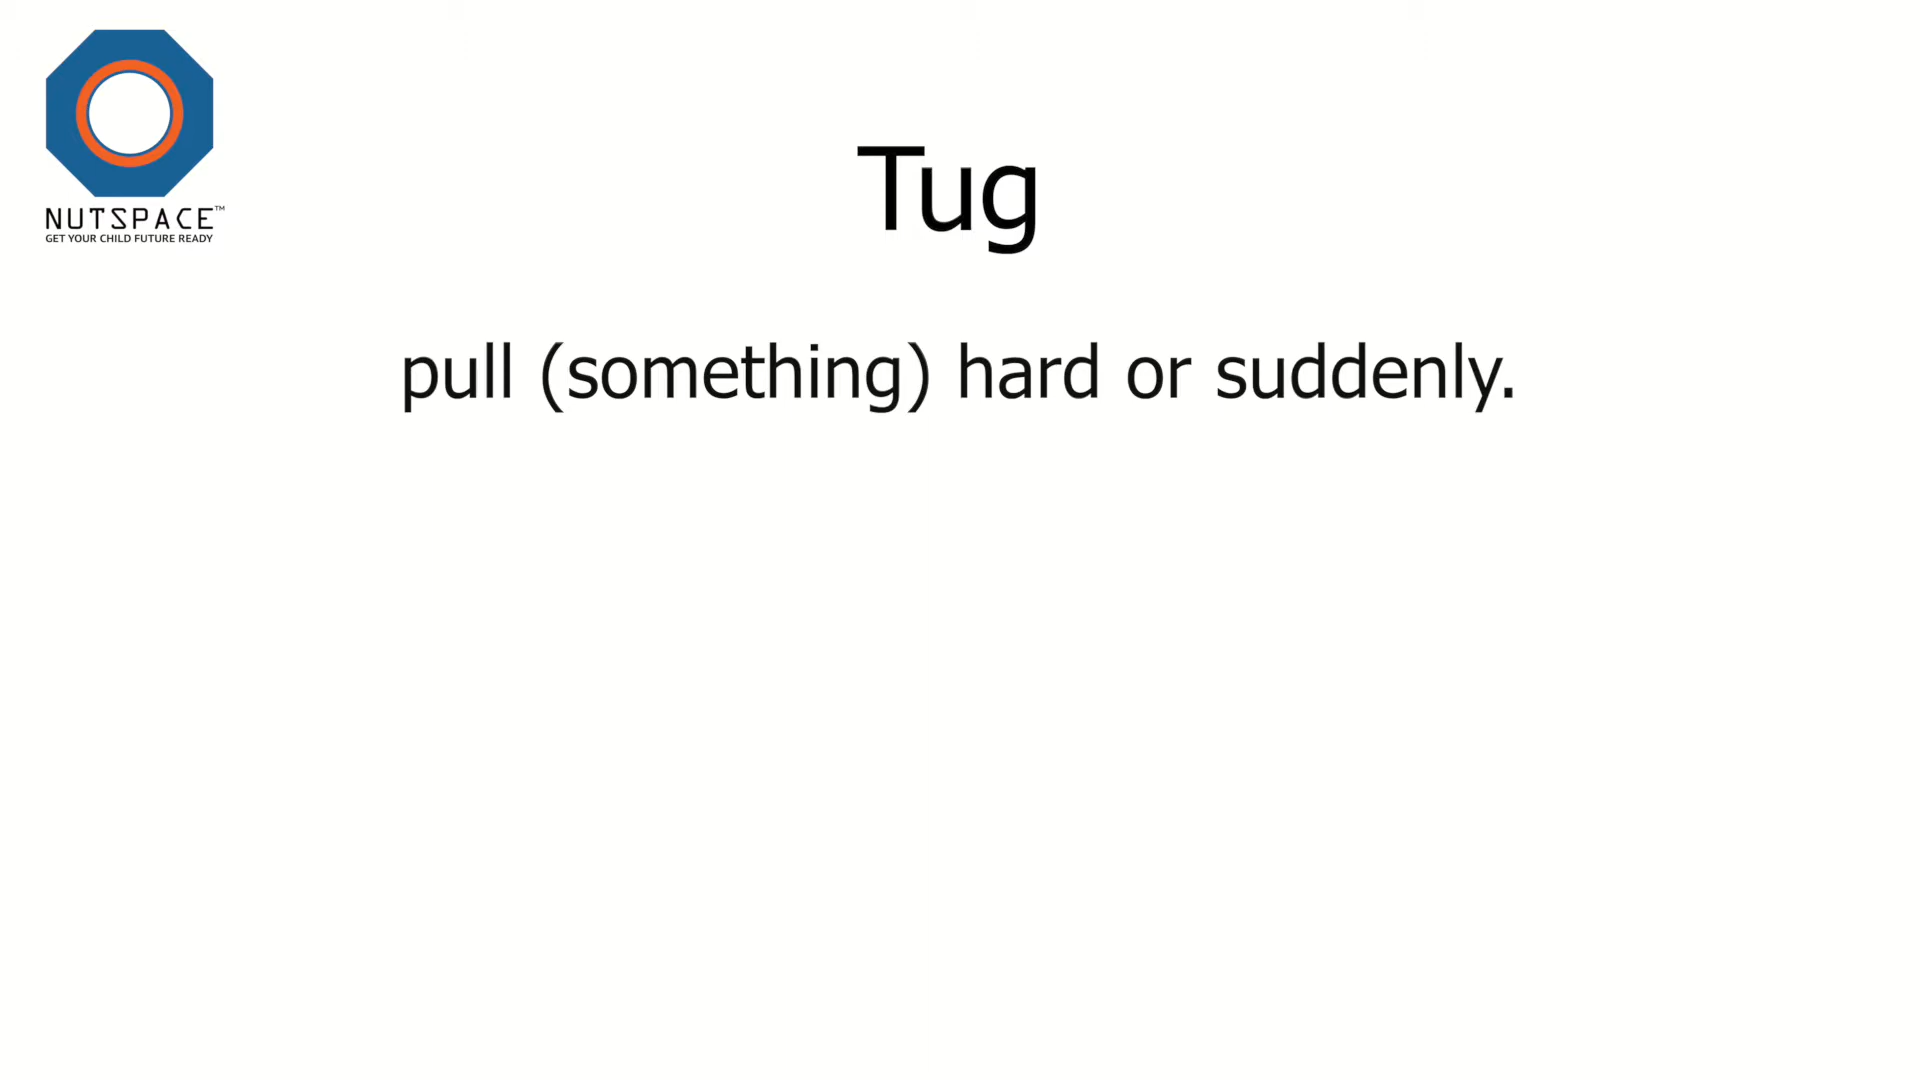 NUTSPACE™
GET YOUR CHILD FUTURE READY
Tug
pull (something) hard or suddenly.